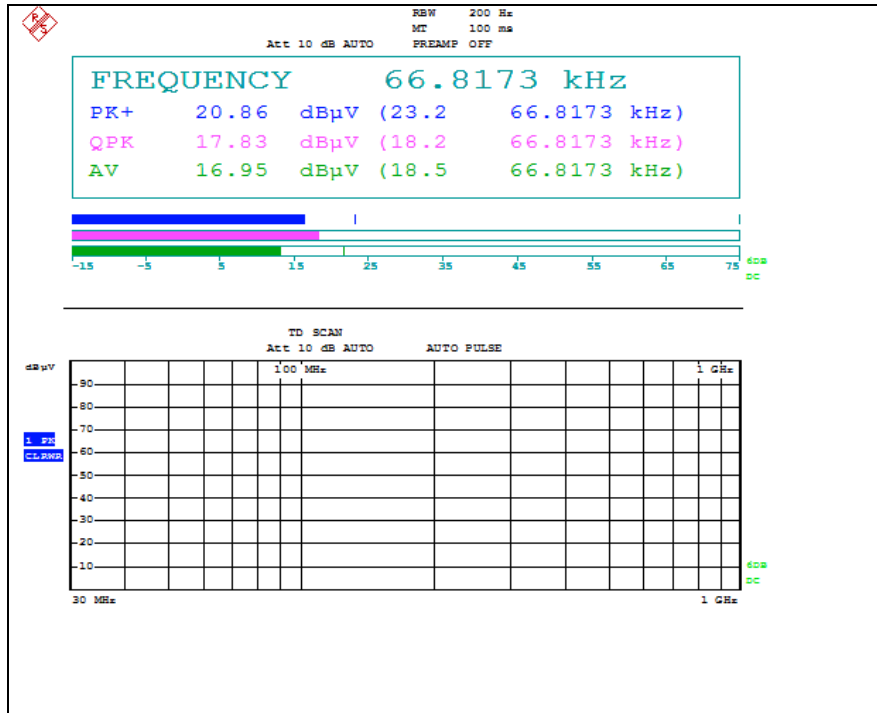 R S
RBW 200 Hz
MT 100 ms
Att 10 dB AUTO PREAMP OFF
FREQUENCY 66.8173 kHz
PK+ 20.86 dBµV (23.2 66.8173 kHz)
QPK 17.83 dBµV (18.2 66.8173 kHz)
AV 16.95 dBµV (18.5 66.8173 kHz)
-15 -5 5 15 25 35 45 55 65 75
6DB
DC
TD SCAN
Att 10 dB AUTO AUTO PULSE
dBµV
100 MHz 1 GHz
90
80
70
1 PK
60
CLRWR
50
40
30
20
10
6DB
DC
30 MHz 1 GHz